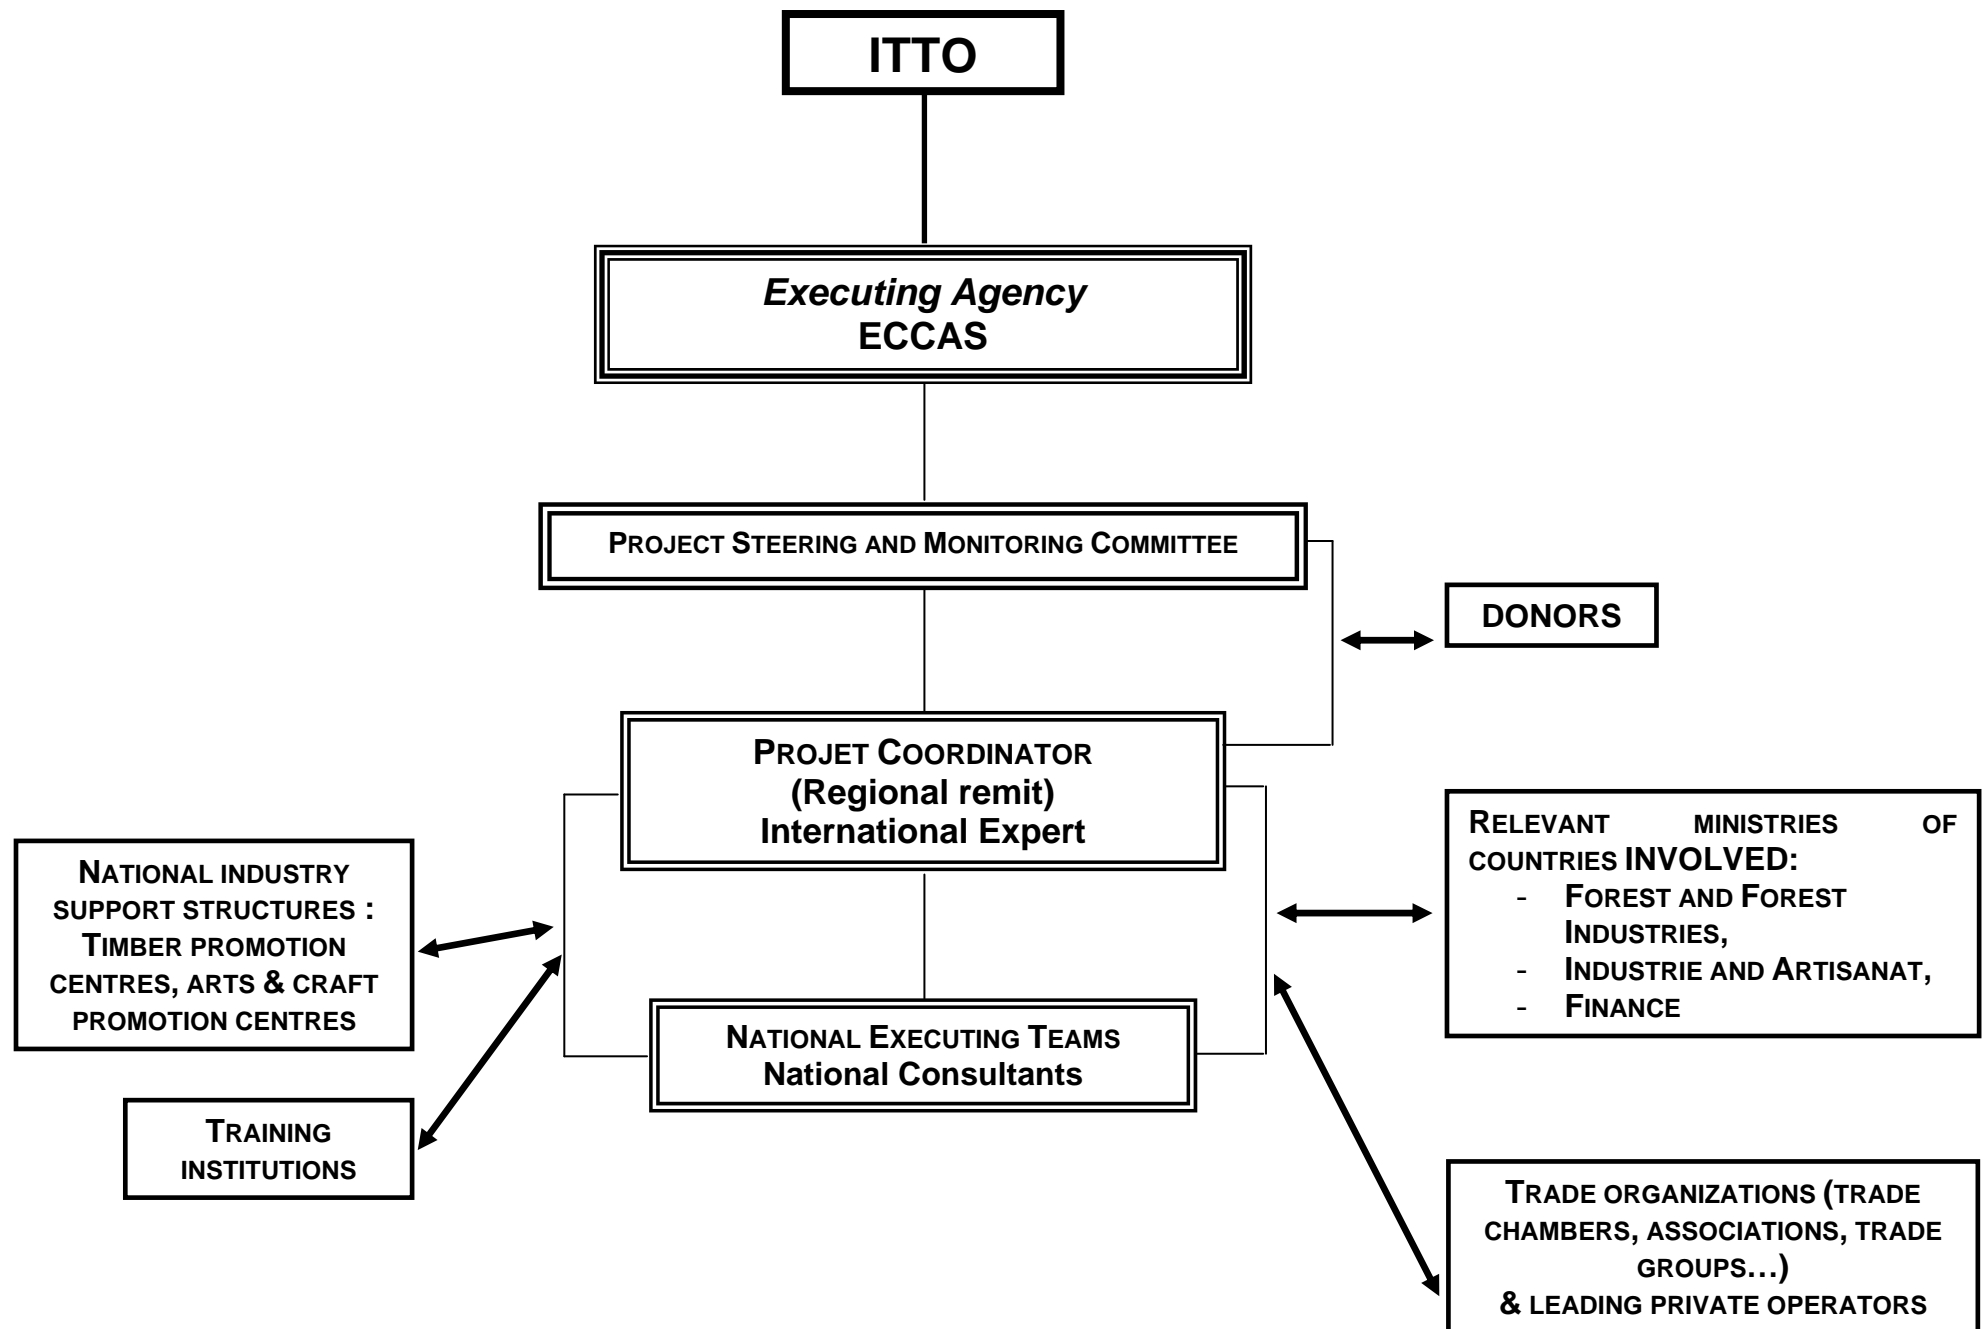 ITTO
Executing Agency
ECCAS
PROJECT STEERING AND MONITORING COMMITTEE
DONORS
PROJET COORDINATOR
(Regional remit)
International Expert
RELEVANT MINISTRIES OF
COUNTRIES INVOLVED:
- FOREST AND FOREST
INDUSTRIES,
- INDUSTRIE AND ARTISANAT,
- FINANCE
NATIONAL INDUSTRY
SUPPORT STRUCTURES :
TIMBER PROMOTION
CENTRES, ARTS & CRAFT
PROMOTION CENTRES
NATIONAL EXECUTING TEAMS
National Consultants
TRAINING
INSTITUTIONS
TRADE ORGANIZATIONS (TRADE
CHAMBERS, ASSOCIATIONS, TRADE
GROUPS…)
& LEADING PRIVATE OPERATORS